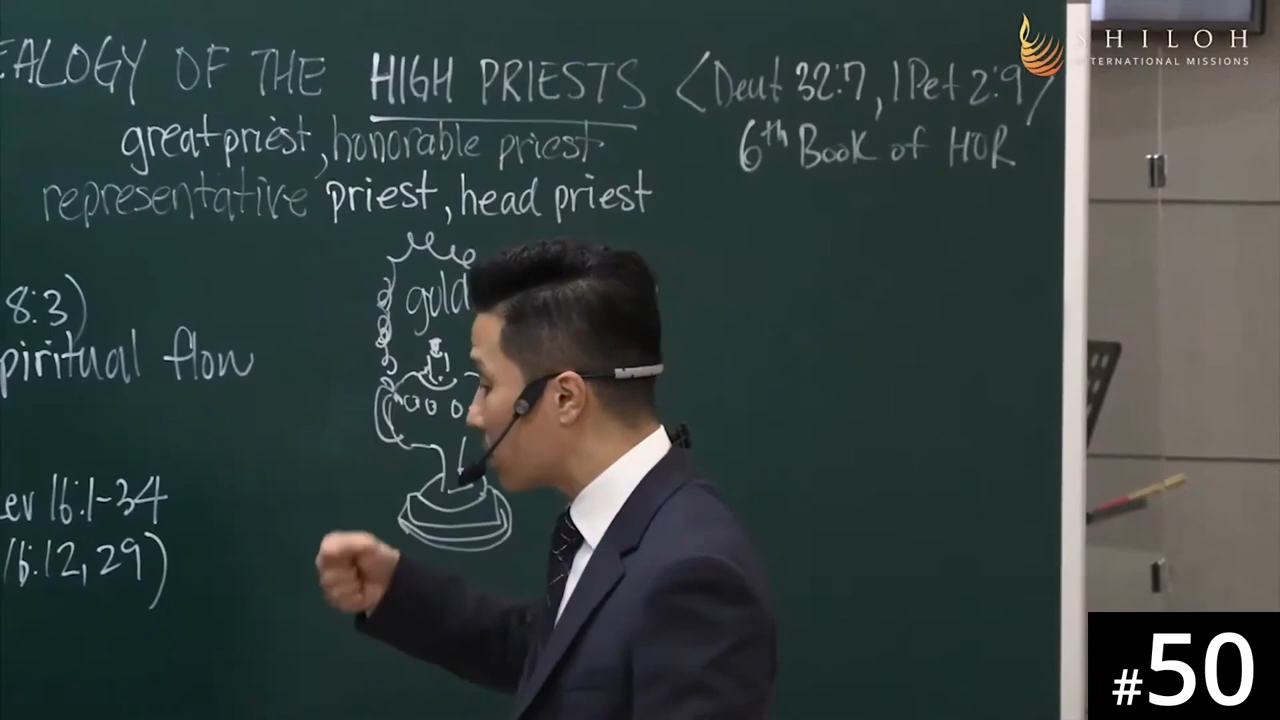 EALOGY OF THE HIGH PRIESTS <Deut 32:7, 1Pet 2:9>
6th Book of HOR
great priest, honorable priest
representative priest, head priest
gold
8:3)
piritual flow
ev 16:1-34
16:12, 29)
SHILOH
INTERNATIONAL MISSIONS
#50